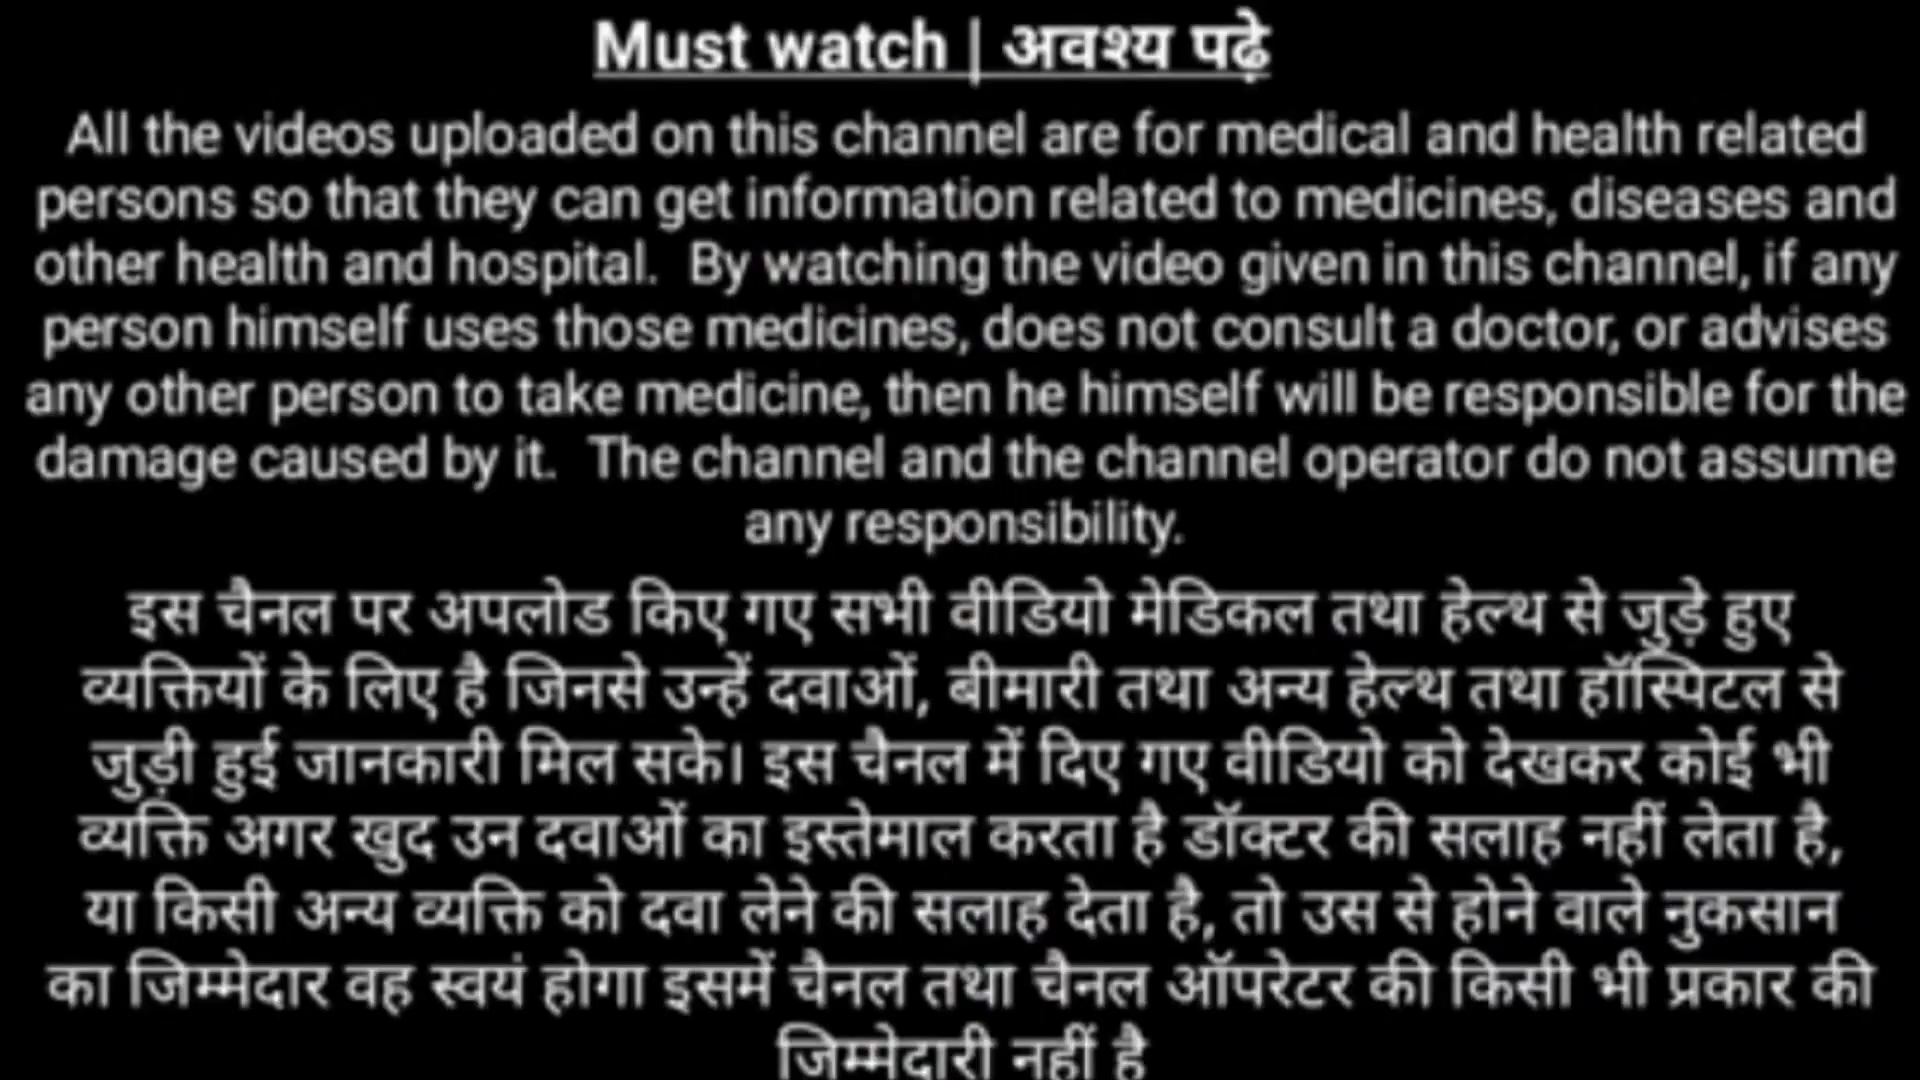 Must watch | अवश्य पढ़े
All the videos uploaded on this channel are for medical and health related
persons so that they can get information related to medicines, diseases and
other health and hospital. By watching the video given in this channel, if any
person himself uses those medicines, does not consult a doctor, or advises
any other person to take medicine, then he himself will be responsible for the
damage caused by it. The channel and the channel operator do not assume
any responsibility.
इस चैनल पर अपलोड किए गए सभी वीडियो मेडिकल तथा हेल्थ से जुड़े हुए
व्यक्तियों के लिए है जिनसे उन्हें दवाओं, बीमारी तथा अन्य हेल्थ तथा हॉस्पिटल से
जुड़ी हुई जानकारी मिल सके। इस चैनल में दिए गए वीडियो को देखकर कोई भी
व्यक्ति अगर खुद उन दवाओं का इस्तेमाल करता है डॉक्टर की सलाह नहीं लेता है,
या किसी अन्य व्यक्ति को दवा लेने की सलाह देता है, तो उस से होने वाले नुकसान
का जिम्मेदार वह स्वयं होगा इसमें चैनल तथा चैनल ऑपरेटर की किसी भी प्रकार की
जिम्मेदारी नहीं है